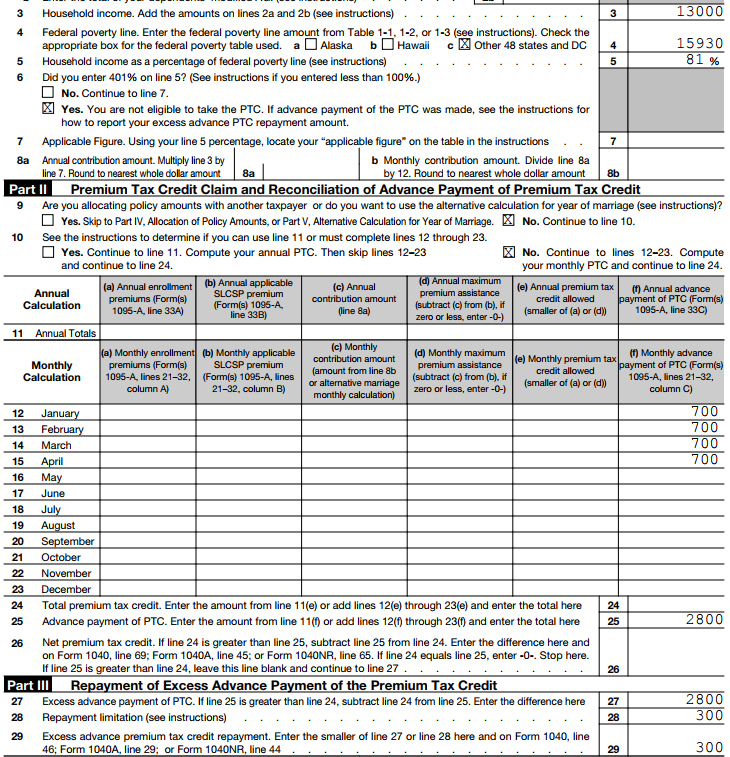 3 Household income. Add the amounts on lines 2a and 2b (see instructions) . . . . . . . . . . . . 3 13000
4 Federal poverty line. Enter the federal poverty line amount from Table 1-1, 1-2, or 1-3 (see instructions). Check the
appropriate box for the federal poverty table used. a ☐ Alaska b ☐ Hawaii c ☒ Other 48 states and DC 4 15930
5 Household income as a percentage of federal poverty line (see instructions) . . . . . . . . . . . 5 81 %
6 Did you enter 401% on line 5? (See instructions if you entered less than 100%.)
☐ No. Continue to line 7.
☒ Yes. You are not eligible to take the PTC. If advance payment of the PTC was made, see the instructions for
how to report your excess advance PTC repayment amount.
7 Applicable Figure. Using your line 5 percentage, locate your “applicable figure” on the table in the instructions . . 7
8a Annual contribution amount. Multiply line 3 by
line 7. Round to nearest whole dollar amount 8a
b Monthly contribution amount. Divide line 8a
by 12. Round to nearest whole dollar amount 8b
Part II Premium Tax Credit Claim and Reconciliation of Advance Payment of Premium Tax Credit
9 Are you allocating policy amounts with another taxpayer or do you want to use the alternative calculation for year of marriage (see instructions)?
☐ Yes. Skip to Part IV, Allocation of Policy Amounts, or Part V, Alternative Calculation for Year of Marriage. ☒ No. Continue to line 10.
10 See the instructions to determine if you can use line 11 or must complete lines 12 through 23.
☐ Yes. Continue to line 11. Compute your annual PTC. Then skip lines 12–23
and continue to line 24.
☒ No. Continue to lines 12–23. Compute
your monthly PTC and continue to line 24.
Annual
Calculation
(a) Annual enrollment
premiums (Form(s)
1095-A, line 33A)
(b) Annual applicable
SLCSP premium
(Form(s) 1095-A,
line 33B)
(c) Annual
contribution amount
(line 8a)
(d) Annual maximum
premium assistance
(subtract (c) from (b), if
zero or less, enter -0-)
(e) Annual premium tax
credit allowed
(smaller of (a) or (d))
(f) Annual advance
payment of PTC (Form(s)
1095-A, line 33C)
11 Annual Totals
Monthly
Calculation
(a) Monthly enrollment
premiums (Form(s)
1095-A, lines 21–32,
column A)
(b) Monthly applicable
SLCSP premium
(Form(s) 1095-A, lines
21–32, column B)
(c) Monthly
contribution amount
(amount from line 8b
or alternative marriage
monthly calculation)
(d) Monthly maximum
premium assistance
(subtract (c) from (b), if
zero or less, enter -0-)
(e) Monthly premium tax
credit allowed
(smaller of (a) or (d))
(f) Monthly advance
payment of PTC (Form(s)
1095-A, lines 21–32,
column C)
12 January 700
13 February 700
14 March 700
15 April 700
16 May
17 June
18 July
19 August
20 September
21 October
22 November
23 December
24 Total premium tax credit. Enter the amount from line 11(e) or add lines 12(e) through 23(e) and enter the total here 24
25 Advance payment of PTC. Enter the amount from line 11(f) or add lines 12(f) through 23(f) and enter the total here 25 2800
26 Net premium tax credit. If line 24 is greater than line 25, subtract line 25 from line 24. Enter the difference here and
on Form 1040, line 69; Form 1040A, line 45; or Form 1040NR, line 65. If line 24 equals line 25, enter -0-. Stop here.
If line 25 is greater than line 24, leave this line blank and continue to line 27 . . . . . . . . . . . 26
Part III Repayment of Excess Advance Payment of the Premium Tax Credit
27 Excess advance payment of PTC. If line 25 is greater than line 24, subtract line 24 from line 25. Enter the difference here 27 2800
28 Repayment limitation (see instructions) . . . . . . . . . . . . . . . . . . . . 28 300
29 Excess advance premium tax credit repayment. Enter the smaller of line 27 or line 28 here and on Form 1040, line
46; Form 1040A, line 29; or Form 1040NR, line 44 . . . . . . . . . . . . . . . . . 29 300